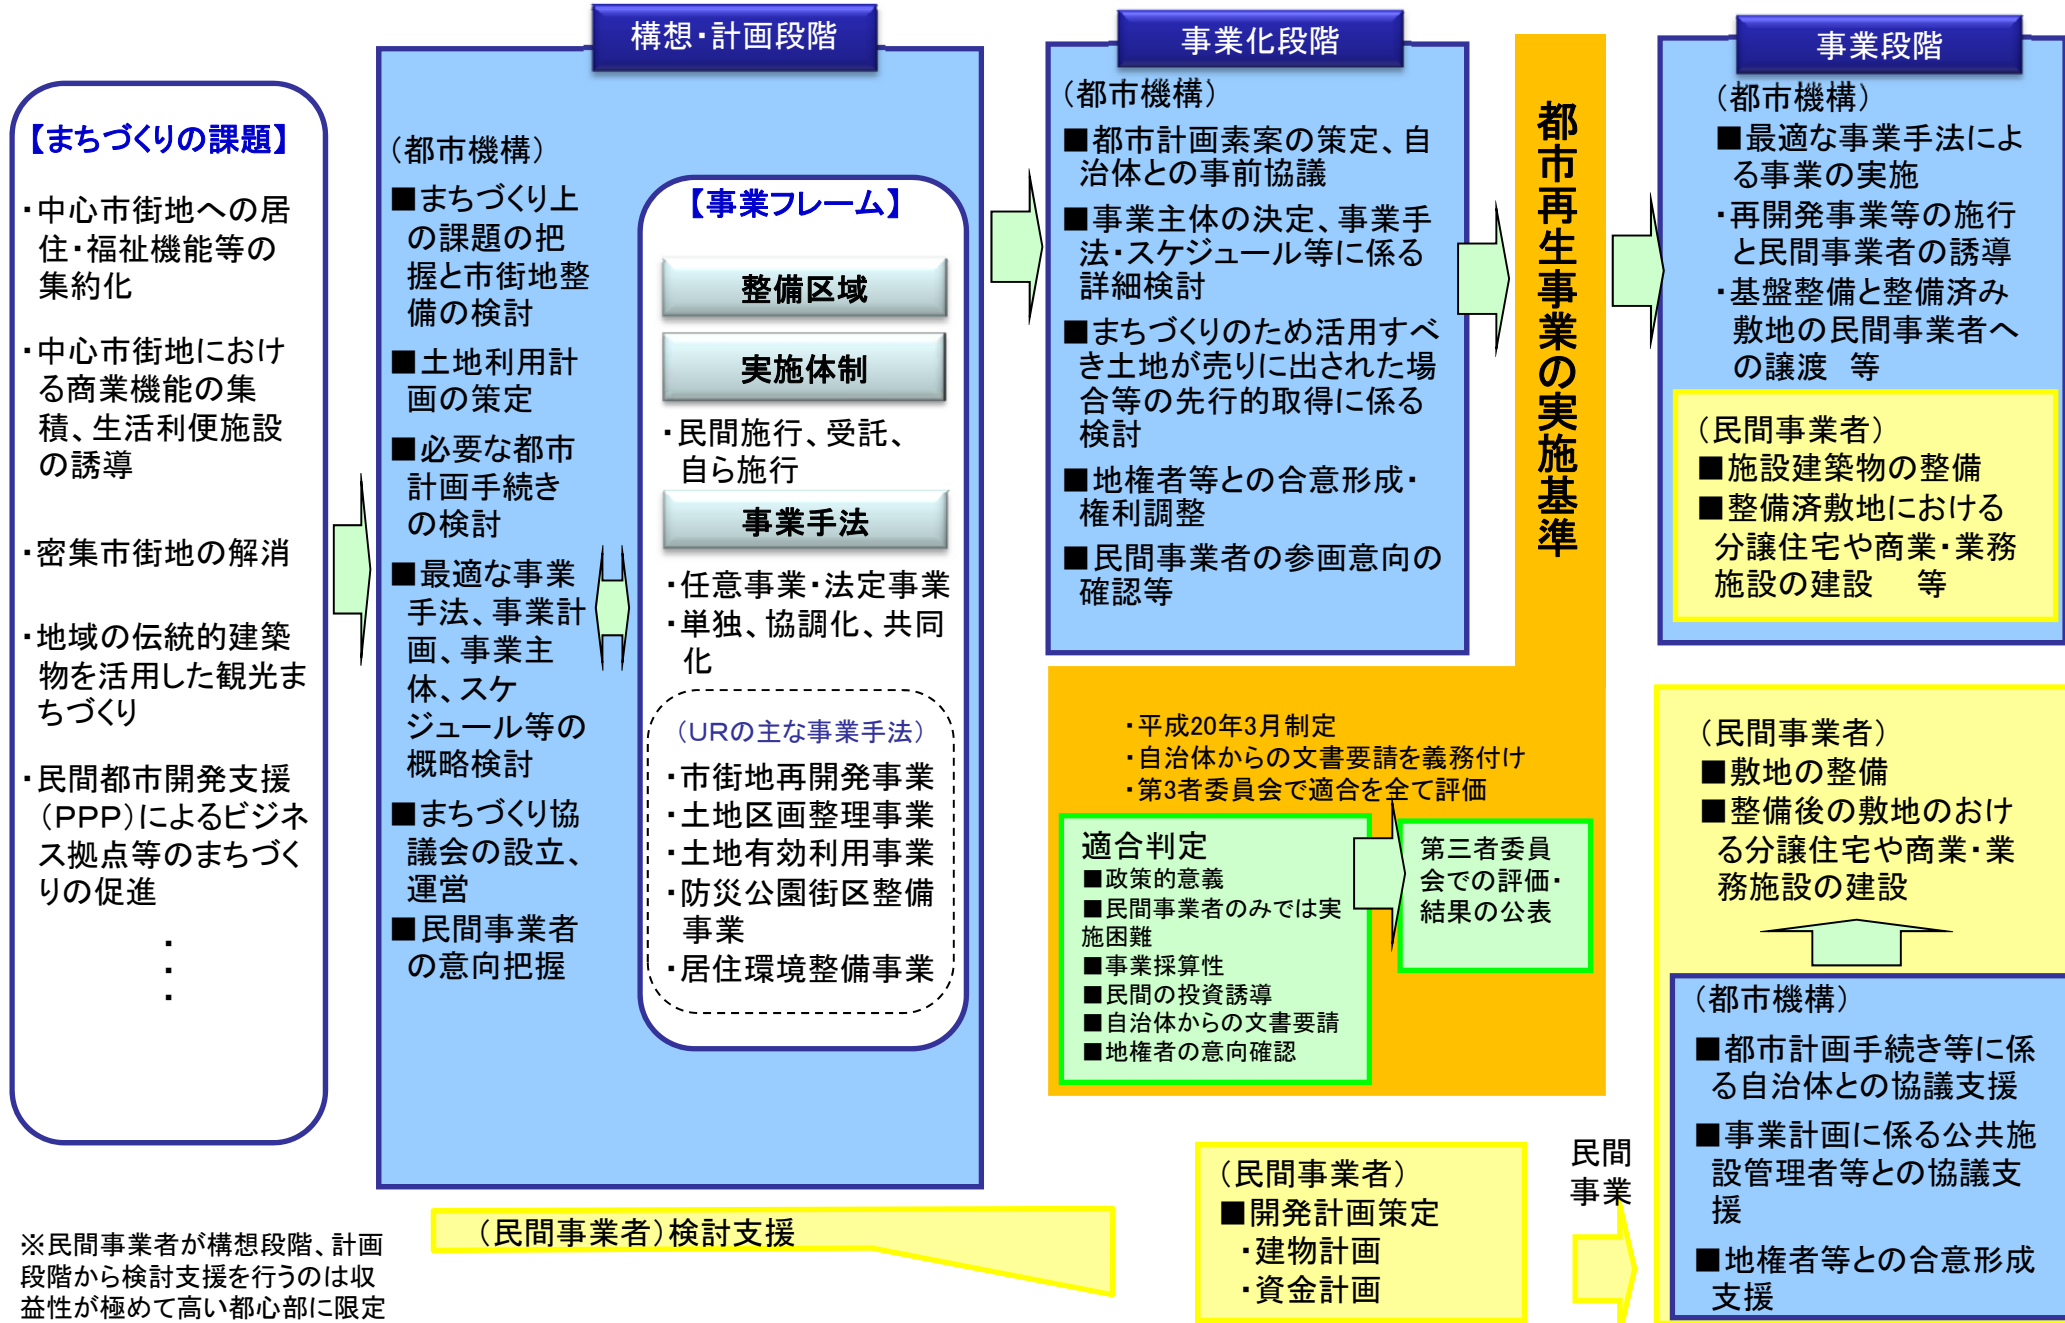 【まちづくりの課題】
・中心市街地への居
住・福祉機能等の
集約化
・中心市街地におけ
る商業機能の集
積、生活利便施設
の誘導
・密集市街地の解消
・地域の伝統的建築
物を活用した観光ま
ちづくり
・民間都市開発支援
(PPP)によるビジネ
ス拠点等のまちづく
りの促進
・
・
・
※民間事業者が構想段階、計画
段階から検討支援を行うのは収
益性が極めて高い都心部に限定
構想・計画段階
(都市機構)
■まちづくり上
の課題の把
握と市街地整
備の検討
■土地利用計
画の策定
■必要な都市
計画手続き
の検討
■最適な事業
手法、事業計
画、事業主
体、スケ
ジュール等の
概略検討
■まちづくり協
議会の設立、
運営
■民間事業者
の意向把握
【事業フレーム】
整備区域
実施体制
・民間施行、受託、
自ら施行
事業手法
・任意事業・法定事業
・単独、協調化、共同
化
(URの主な事業手法)
・市街地再開発事業
・土地区画整理事業
・土地有効利用事業
・防災公園街区整備
事業
・居住環境整備事業
(民間事業者)検討支援
事業化段階
(都市機構)
■都市計画素案の策定、自
治体との事前協議
■事業主体の決定、事業手
法・スケジュール等に係る
詳細検討
■まちづくりのため活用すべ
き土地が売りに出された場
合等の先行的取得に係る
検討
■地権者等との合意形成・
権利調整
■民間事業者の参画意向の
確認等
都市再生事業の実施基準
・平成20年3月制定
・自治体からの文書要請を義務付け
・第3者委員会で適合を全て評価
適合判定
■政策的意義
■民間事業者のみでは実
施困難
■事業採算性
■民間の投資誘導
■自治体からの文書要請
■地権者の意向確認
第三者委員
会での評価・
結果の公表
(民間事業者)
■開発計画策定
・建物計画
・資金計画
民間
事業
事業段階
(都市機構)
■最適な事業手法によ
る事業の実施
・再開発事業等の施行
と民間事業者の誘導
・基盤整備と整備済み
敷地の民間事業者へ
の譲渡 等
(民間事業者)
■施設建築物の整備
■整備済敷地における
分譲住宅や商業・業務
施設の建設 等
(民間事業者)
■敷地の整備
■整備後の敷地のおけ
る分譲住宅や商業・業
務施設の建設
(都市機構)
■都市計画手続き等に係
る自治体との協議支援
■事業計画に係る公共施
設管理者等との協議支
援
■地権者等との合意形成
支援